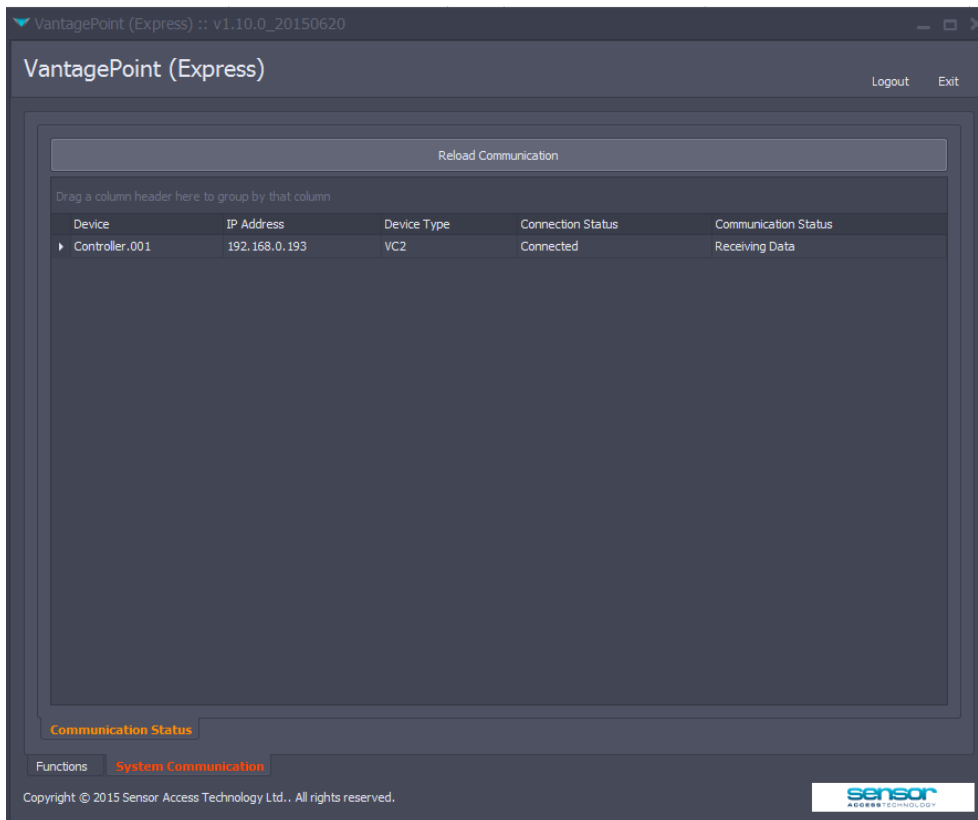 VantagePoint (Express) :: v1.10.0_20150620
VantagePoint (Express)
Logout Exit
Reload Communication
Drag a column header here to group by that column
Device IP Address Device Type Connection Status Communication Status
Controller.001 192.168.0.193 VC2 Connected Receiving Data
Communication Status
Functions System Communication
Copyright © 2015 Sensor Access Technology Ltd.. All rights reserved.
sensor
ACCESSTECHNOLOGY